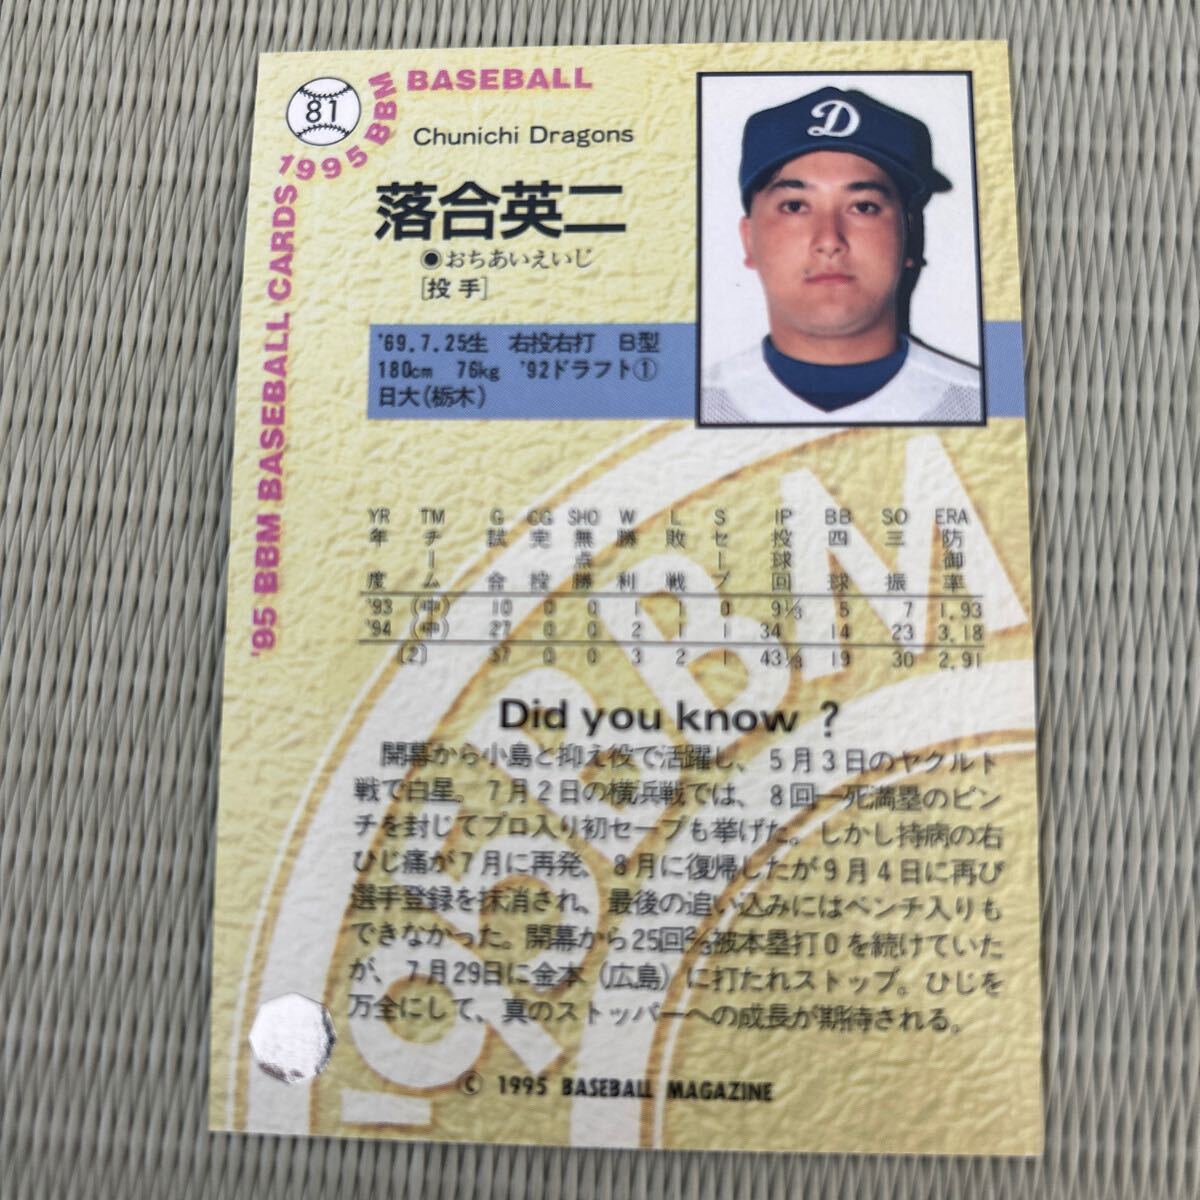 81
'95 BBM BASEBALL CARDS 1995 BBM BASEBALL
Chunichi Dragons
D
落合英二
●おちあいえいじ
[投手]
'69.7.25生 右投右打 B型
180cm 76kg '92ドラフト①
日大(栃木)
YR TM G CG SHO W L S IP BB SO ERA
年度 チーム 試合 完投 無点勝 勝利 敗戦 セーブ 投球回 四球 三振 防御率
'93 (中) 10 0 0 1 1 0 9⅓ 5 7 1.93
'94 (中) 27 0 0 2 1 1 34 14 23 3.18
[2] 37 0 0 3 2 1 43⅓ 19 30 2.91
Did you know ?
開幕から小島と抑え役で活躍し、5月3日のヤクルト
戦で白星。7月2日の横浜戦では、8回一死満塁のピン
チを封じてプロ入り初セーブも挙げた。しかし持病の右
ひじ痛が7月に再発、8月に復帰したが9月4日に再び
選手登録を抹消され、最後の追い込みにはベンチ入りも
できなかった。開幕から25回⅔被本塁打0を続けていた
が、7月29日に金本(広島)に打たれストップ。ひじを
万全にして、真のストッパーへの成長が期待される。
'95 BBM
© 1995 BASEBALL MAGAZINE